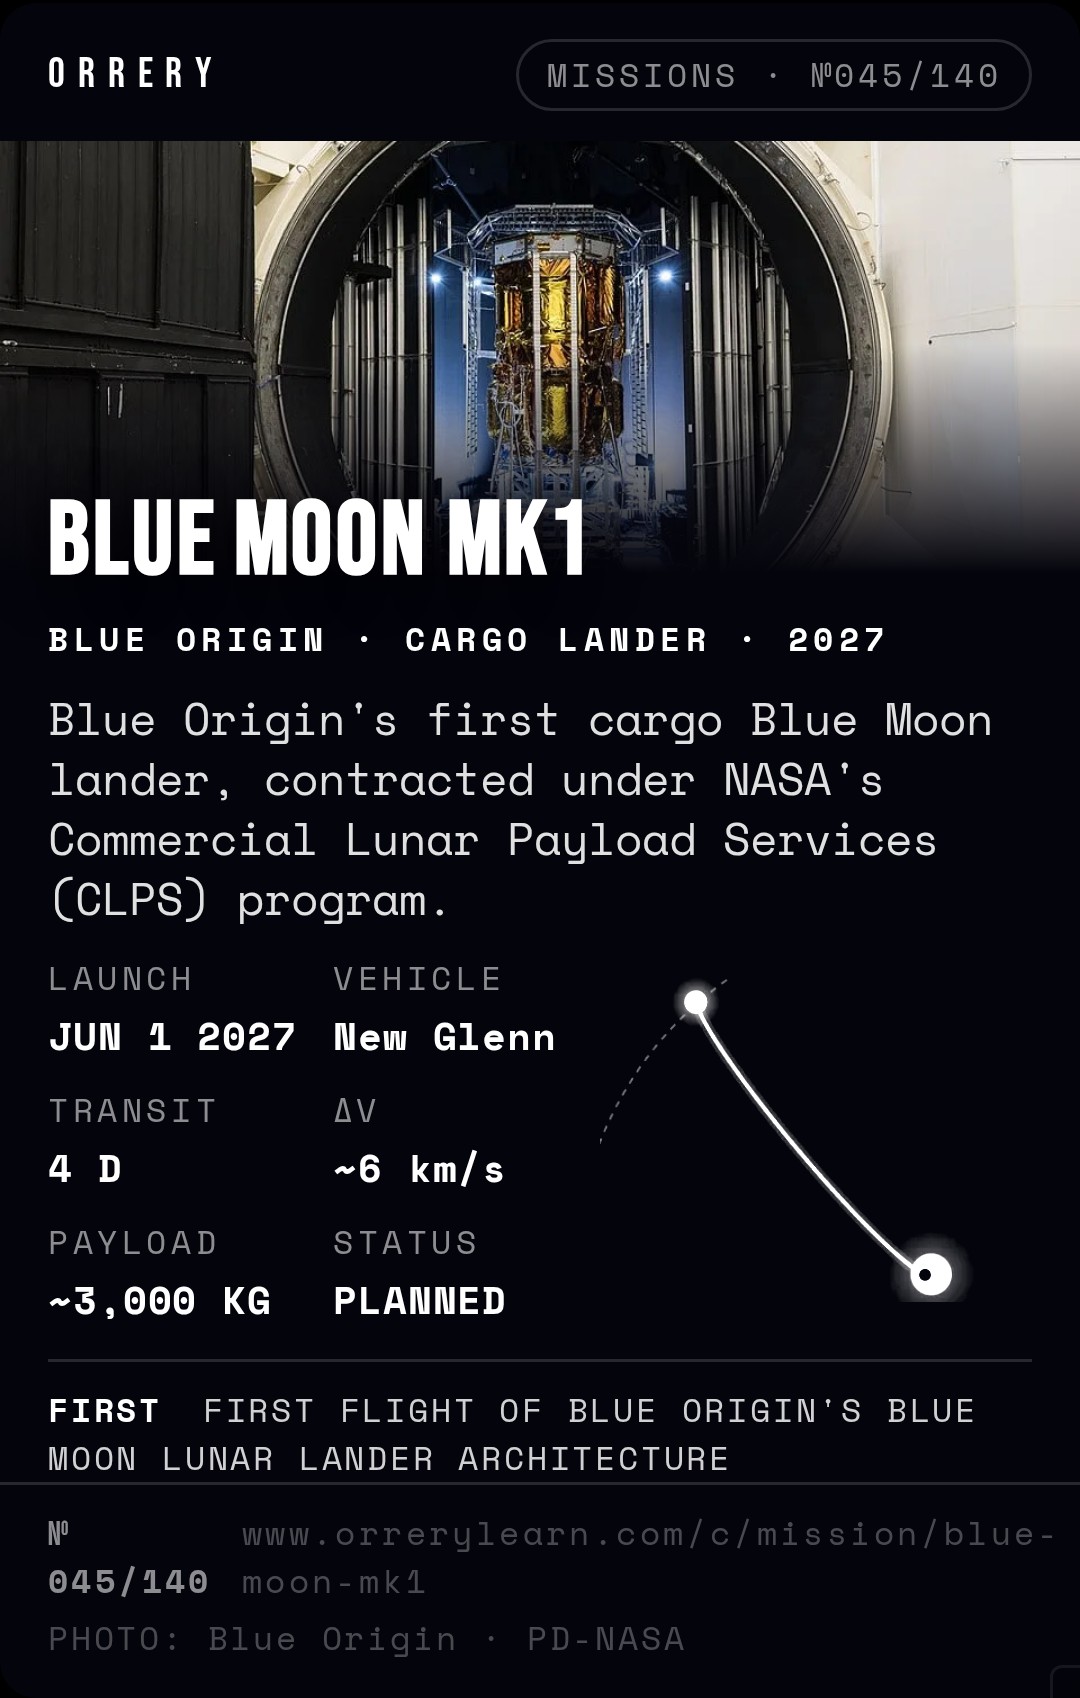 ORRERY
MISSIONS · №045/140
BLUE MOON MK1
BLUE ORIGIN · CARGO LANDER · 2027
Blue Origin's first cargo Blue Moon
lander, contracted under NASA's
Commercial Lunar Payload Services
(CLPS) program.
LAUNCH VEHICLE
JUN 1 2027 New Glenn
TRANSIT ΔV
4 D ~6 km/s
PAYLOAD STATUS
~3,000 KG PLANNED
FIRST FIRST FLIGHT OF BLUE ORIGIN'S BLUE
MOON LUNAR LANDER ARCHITECTURE
№ www.orrerylearn.com/c/mission/blue-
045/140 moon-mk1
PHOTO: Blue Origin · PD-NASA